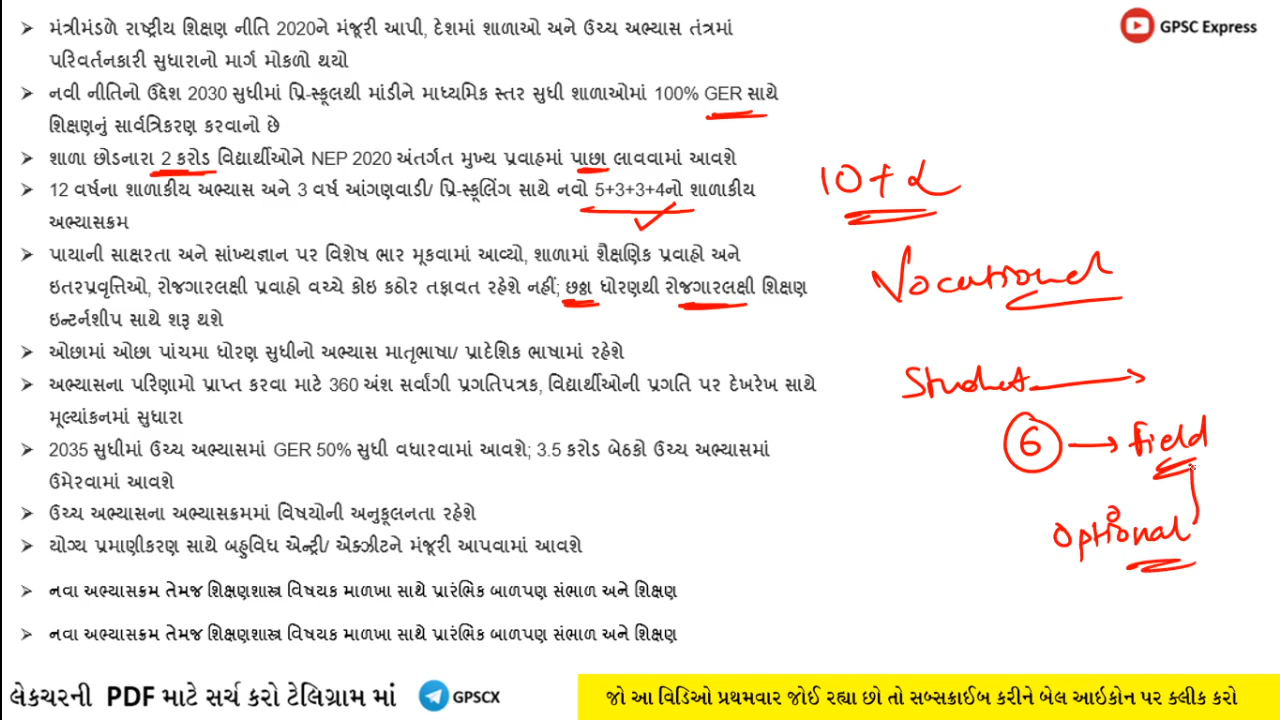 ➢ મંત્રીમંડળે રાષ્ટ્રીય શિક્ષણ નીતિ 2020ને મંજૂરી આપી, દેશમાં શાળાઓ અને ઉચ્ચ અભ્યાસ તંત્રમાં
પરિવર્તનકારી સુધારાનો માર્ગ મોકળો થયો
➢ નવી નીતિનો ઉદ્દેશ 2030 સુધીમાં પ્રિ-સ્કૂલથી માંડીને માધ્યમિક સ્તર સુધી શાળાઓમાં 100% GER સાથે
શિક્ષણનું સાર્વત્રિકરણ કરવાનો છે
➢ શાળા છોડનારા 2 કરોડ વિદ્યાર્થીઓને NEP 2020 અંતર્ગત મુખ્ય પ્રવાહમાં પાછા લાવવામાં આવશે
➢ 12 વર્ષના શાળાકીય અભ્યાસ અને 3 વર્ષ આંગણવાડી/ પ્રિ-સ્કૂલિંગ સાથે નવો 5+3+3+4નો શાળાકીય
અભ્યાસક્રમ
➢ પાયાની સાક્ષરતા અને સાંખ્યજ્ઞાન પર વિશેષ ભાર મૂકવામાં આવ્યો, શાળામાં શૈક્ષણિક પ્રવાહો અને
ઇતરપ્રવૃત્તિઓ, રોજગારલક્ષી પ્રવાહો વચ્ચે કોઇ કઠોર તફાવત રહેશે નહીં; છઠ્ઠા ધોરણથી રોજગારલક્ષી શિક્ષણ
ઇન્ટર્નશીપ સાથે શરૂ થશે
➢ ઓછામાં ઓછા પાંચમા ધોરણ સુધીનો અભ્યાસ માતૃભાષા/ પ્રાદેશિક ભાષામાં રહેશે
➢ અભ્યાસના પરિણામો પ્રાપ્ત કરવા માટે 360 અંશ સર્વાંગી પ્રગતિપત્રક, વિદ્યાર્થીઓની પ્રગતિ પર દેખરેખ સાથે
મૂલ્યાંકનમાં સુધારા
➢ 2035 સુધીમાં ઉચ્ચ અભ્યાસમાં GER 50% સુધી વધારવામાં આવશે; 3.5 કરોડ બેઠકો ઉચ્ચ અભ્યાસમાં
ઉમેરવામાં આવશે
➢ ઉચ્ચ અભ્યાસના અભ્યાસક્રમમાં વિષયોની અનુકૂલનતા રહેશે
➢ યોગ્ય પ્રમાણીકરણ સાથે બહુવિધ એન્ટ્રી/ એક્ઝીટને મંજૂરી આપવામાં આવશે
➢ નવા અભ્યાસક્રમ તેમજ શિક્ષણશાસ્ત્ર વિષયક માળખા સાથે પ્રારંભિક બાળપણ સંભાળ અને શિક્ષણ
➢ નવા અભ્યાસક્રમ તેમજ શિક્ષણશાસ્ત્ર વિષયક માળખા સાથે પ્રારંભિક બાળપણ સંભાળ અને શિક્ષણ
GPSC Express
10+2
Vocational
Student →
6 → field
Optional
લેકચરની PDF માટે સર્ચ કરો ટેલિગ્રામ માં GPSCX
જો આ વિડિઓ પ્રથમવાર જોઈ રહ્યા છો તો સબ્સક્રાઈબ કરીને બેલ આઇકોન પર ક્લીક કરો